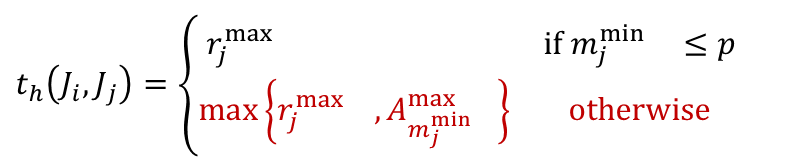 t_h(J_i, J_j) = { r_j^max if m_j^min ≤ p
max { r_j^max , A_{m_j^min}^max } otherwise